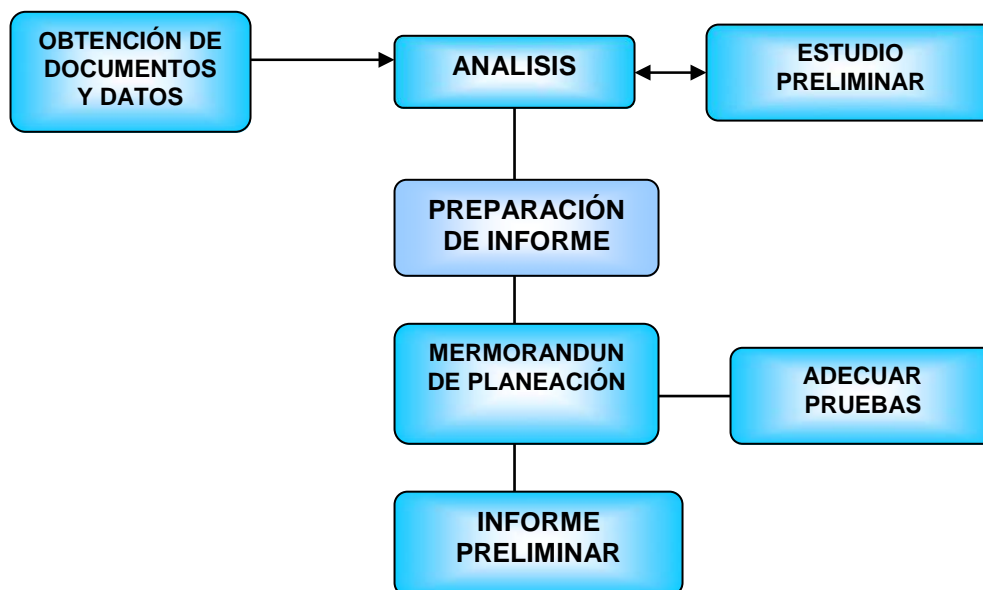 OBTENCIÓN DE
DOCUMENTOS
Y DATOS
ANALISIS
ESTUDIO
PRELIMINAR
PREPARACIÓN
DE INFORME
MERMORANDUN
DE PLANEACIÓN
ADECUAR
PRUEBAS
INFORME
PRELIMINAR